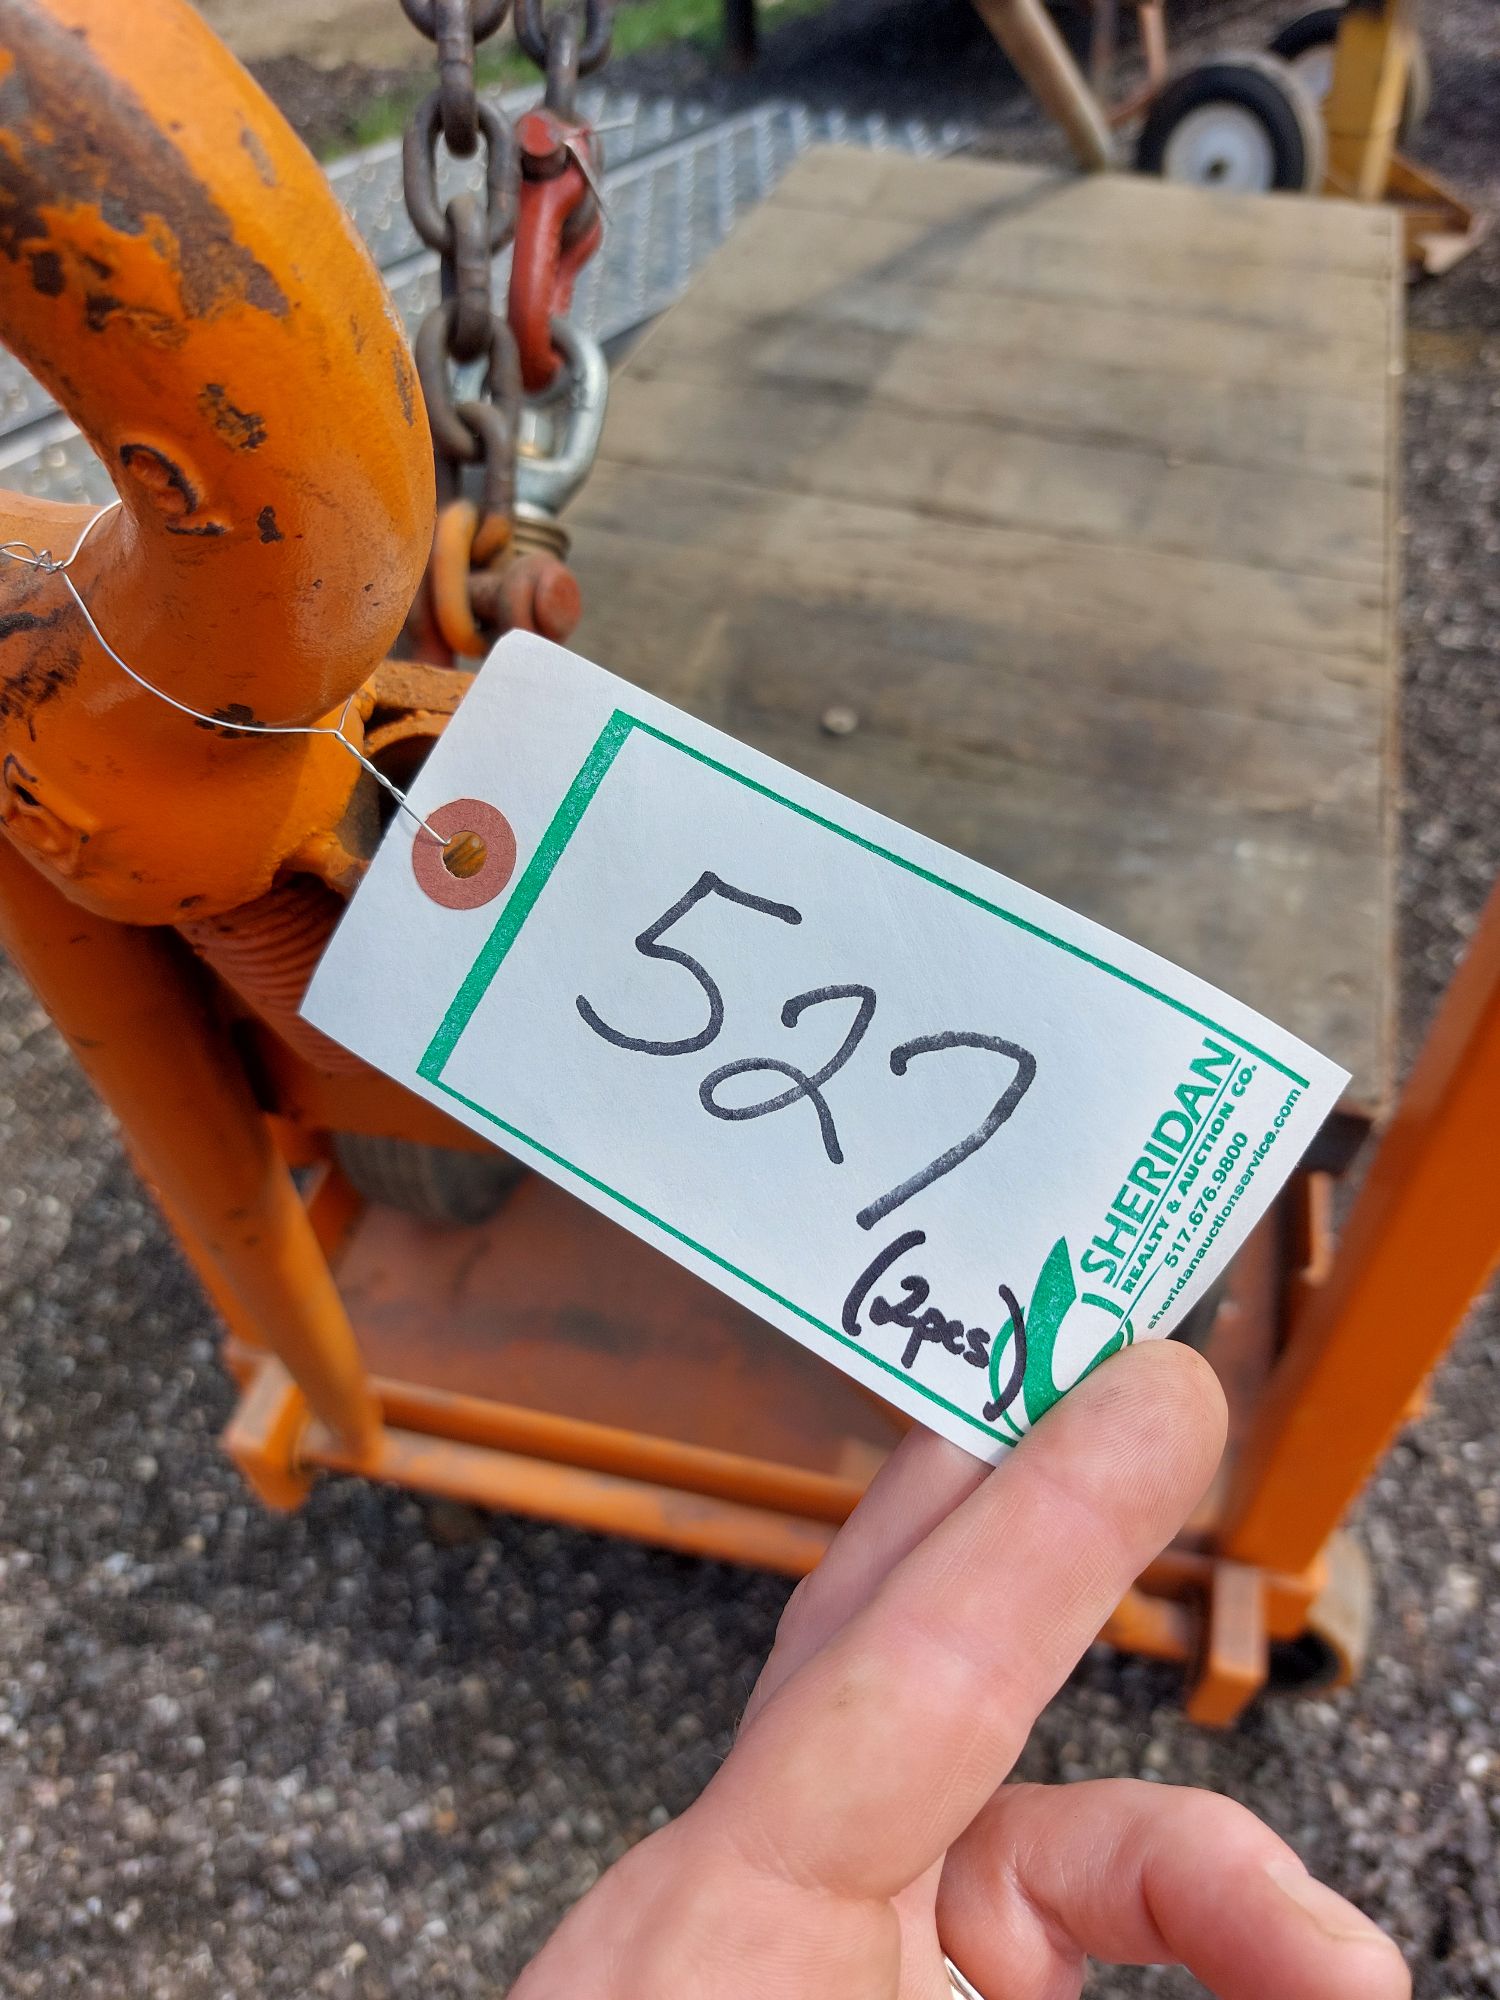 527
(2pcs)
SHERIDAN
REALTY & AUCTION CO.
517.676.9800
sheridanauctionservice.com